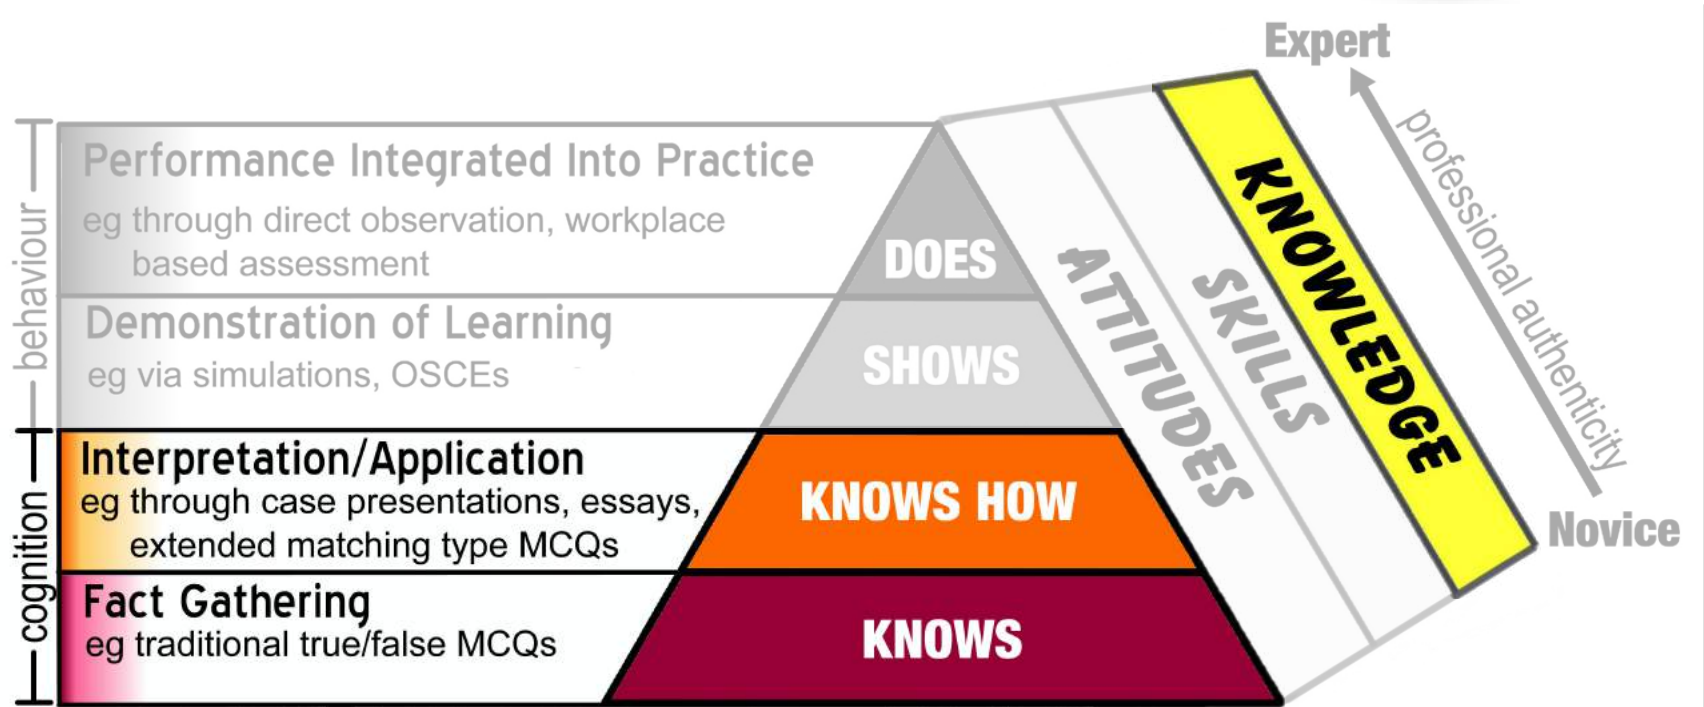 Expert
Performance Integrated Into Practice
eg through direct observation, workplace
based assessment
DOES
Demonstration of Learning
eg via simulations, OSCEs
SHOWS
behaviour
Interpretation/Application
eg through case presentations, essays,
extended matching type MCQs
KNOWS HOW
Fact Gathering
eg traditional true/false MCQs
KNOWS
cognition
ATTITUDES
SKILLS
KNOWLEDGE
professional authenticity
Novice